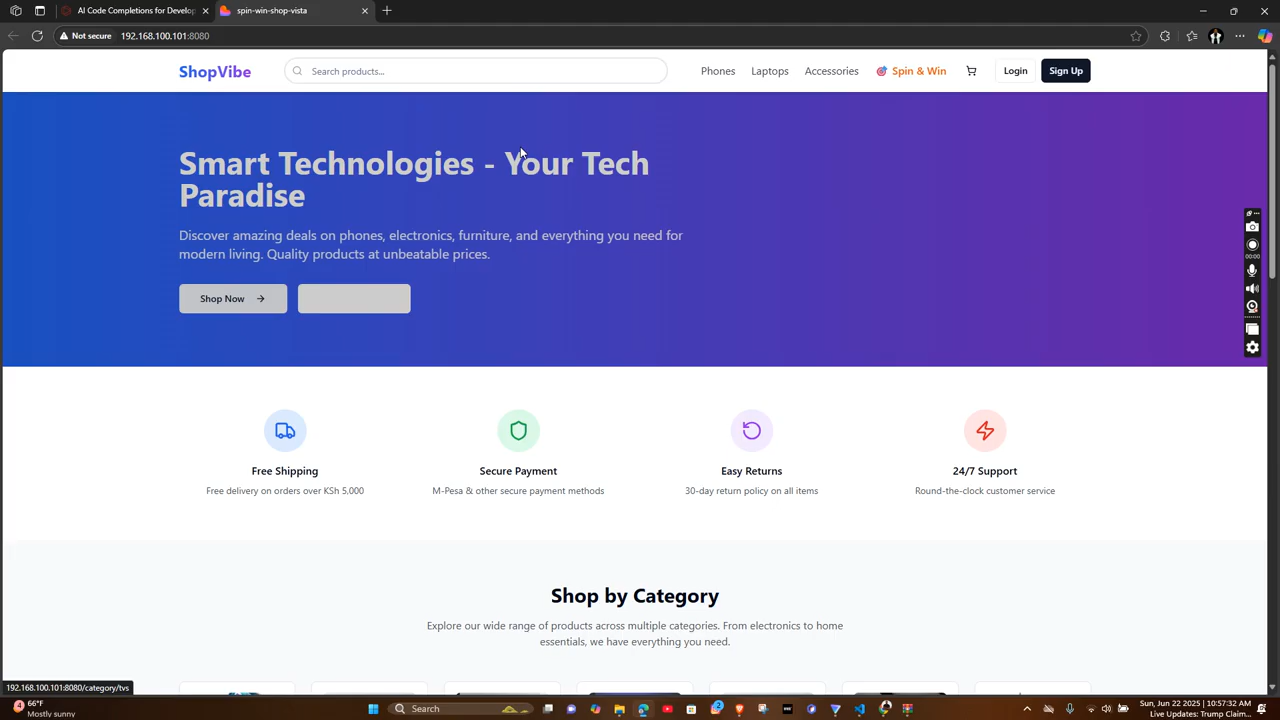 AI Code Completions for Develop
spin-win-shop-vista
Not secure
192.168.100.101:8080
ShopVibe
Search products...
Phones
Laptops
Accessories
Spin & Win
Login
Sign Up
Smart Technologies - Your Tech
Paradise
Discover amazing deals on phones, electronics, furniture, and everything you need for
modern living. Quality products at unbeatable prices.
Shop Now
00:00
Free Shipping
Free delivery on orders over KSh 5,000
Secure Payment
M-Pesa & other secure payment methods
Easy Returns
30-day return policy on all items
24/7 Support
Round-the-clock customer service
Shop by Category
Explore our wide range of products across multiple categories. From electronics to home
essentials, we have everything you need.
192.168.100.101:8080/category/tvs
4
66°F
Mostly sunny
Search
2
Sun, Jun 22 2025 | 10:57:32 AM
Live Updates: Trump Claim...